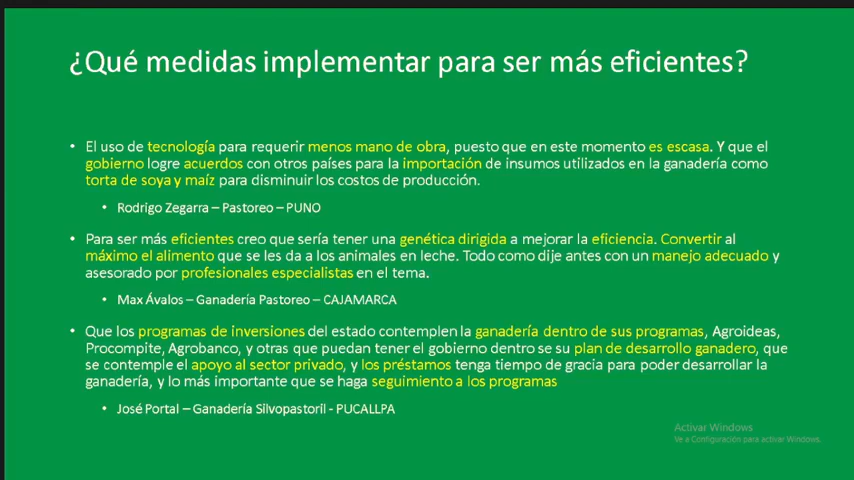 ¿Qué medidas implementar para ser más eficientes?
• El uso de tecnología para requerir menos mano de obra, puesto que en este momento es escasa. Y que el
gobierno logre acuerdos con otros países para la importación de insumos utilizados en la ganadería como
torta de soya y maíz para disminuir los costos de producción.
• Rodrigo Zegarra – Pastoreo – PUNO
• Para ser más eficientes creo que sería tener una genética dirigida a mejorar la eficiencia. Convertir al
máximo el alimento que se les da a los animales en leche. Todo como dije antes con un manejo adecuado y
asesorado por profesionales especialistas en el tema.
• Max Ávalos – Ganadería Pastoreo – CAJAMARCA
• Que los programas de inversiones del estado contemplen la ganadería dentro de sus programas, Agroideas,
Procompite, Agrobanco, y otras que puedan tener el gobierno dentro se su plan de desarrollo ganadero, que
se contemple el apoyo al sector privado, y los préstamos tenga tiempo de gracia para poder desarrollar la
ganadería, y lo más importante que se haga seguimiento a los programas
• José Portal – Ganadería Silvopastoril - PUCALLPA
Activar Windows
Ve a Configuración para activar Windows.